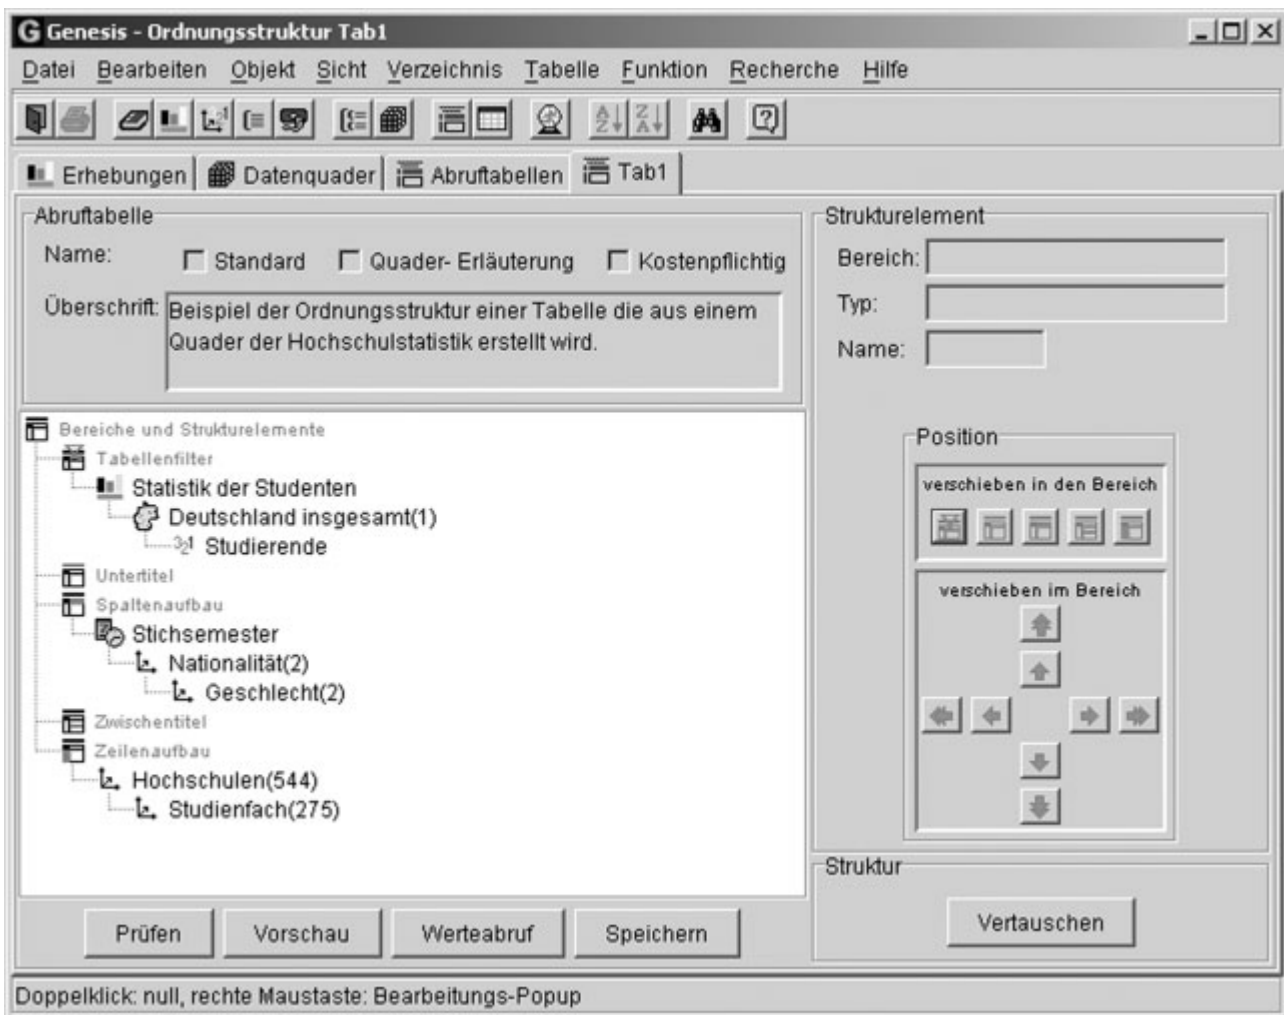 Genesis - Ordnungsstruktur Tab1
Datei Bearbeiten Objekt Sicht Verzeichnis Tabelle Funktion Recherche Hilfe
Erhebungen Datenquader Abruftabellen Tab1
Abruftabelle
Name: Standard Quader- Erläuterung Kostenpflichtig
Überschrift: Beispiel der Ordnungsstruktur einer Tabelle die aus einem
Quader der Hochschulstatistik erstellt wird.
Bereiche und Strukturelemente
Tabellenfilter
Statistik der Studenten
Deutschland insgesamt(1)
Studierende
Untertitel
Spaltenaufbau
Stichsemester
Nationalität(2)
Geschlecht(2)
Zwischentitel
Zeilenaufbau
Hochschulen(544)
Studienfach(275)
Prüfen Vorschau Werteabruf Speichern
Strukturelement
Bereich:
Typ:
Name:
Position
verschieben in den Bereich
verschieben im Bereich
Struktur
Vertauschen
Doppelklick: null, rechte Maustaste: Bearbeitungs-Popup